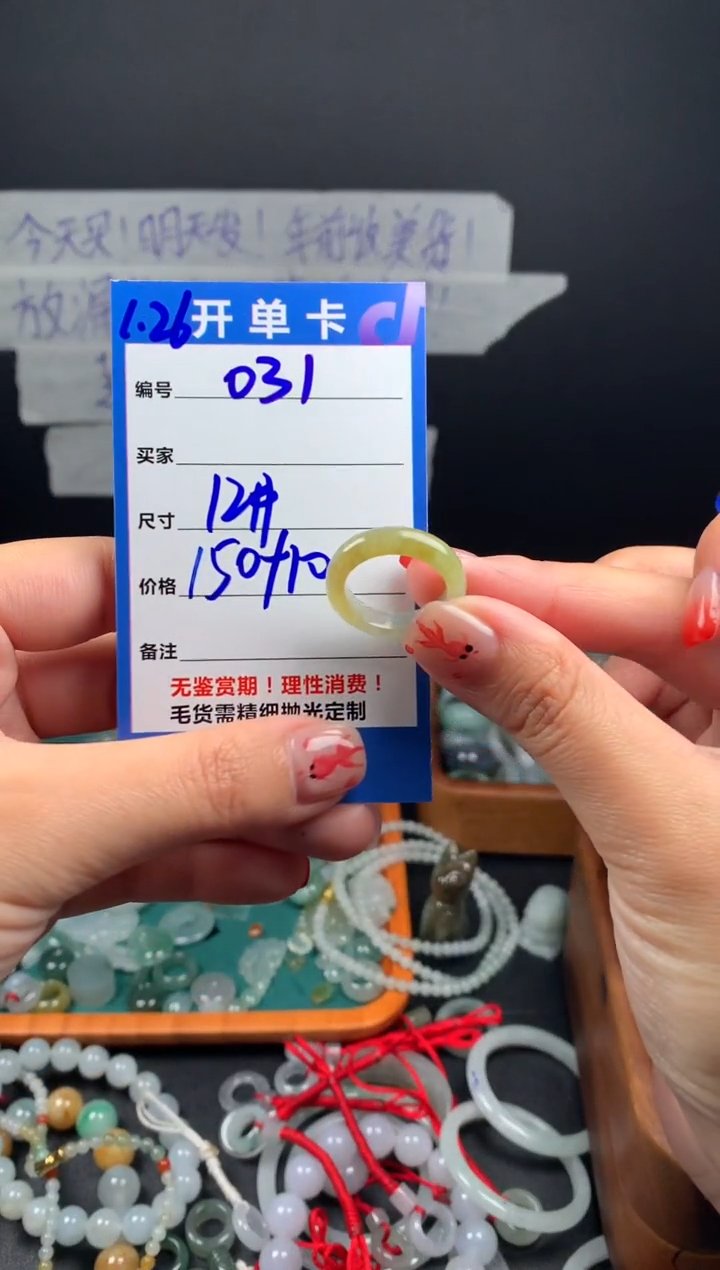 今天买！明天发！年前收美货！
放漏
1.26 开单卡
编号 031
买家
尺寸 12#
价格 150+10
备注
无鉴赏期！理性消费！
毛货需精细抛光定制